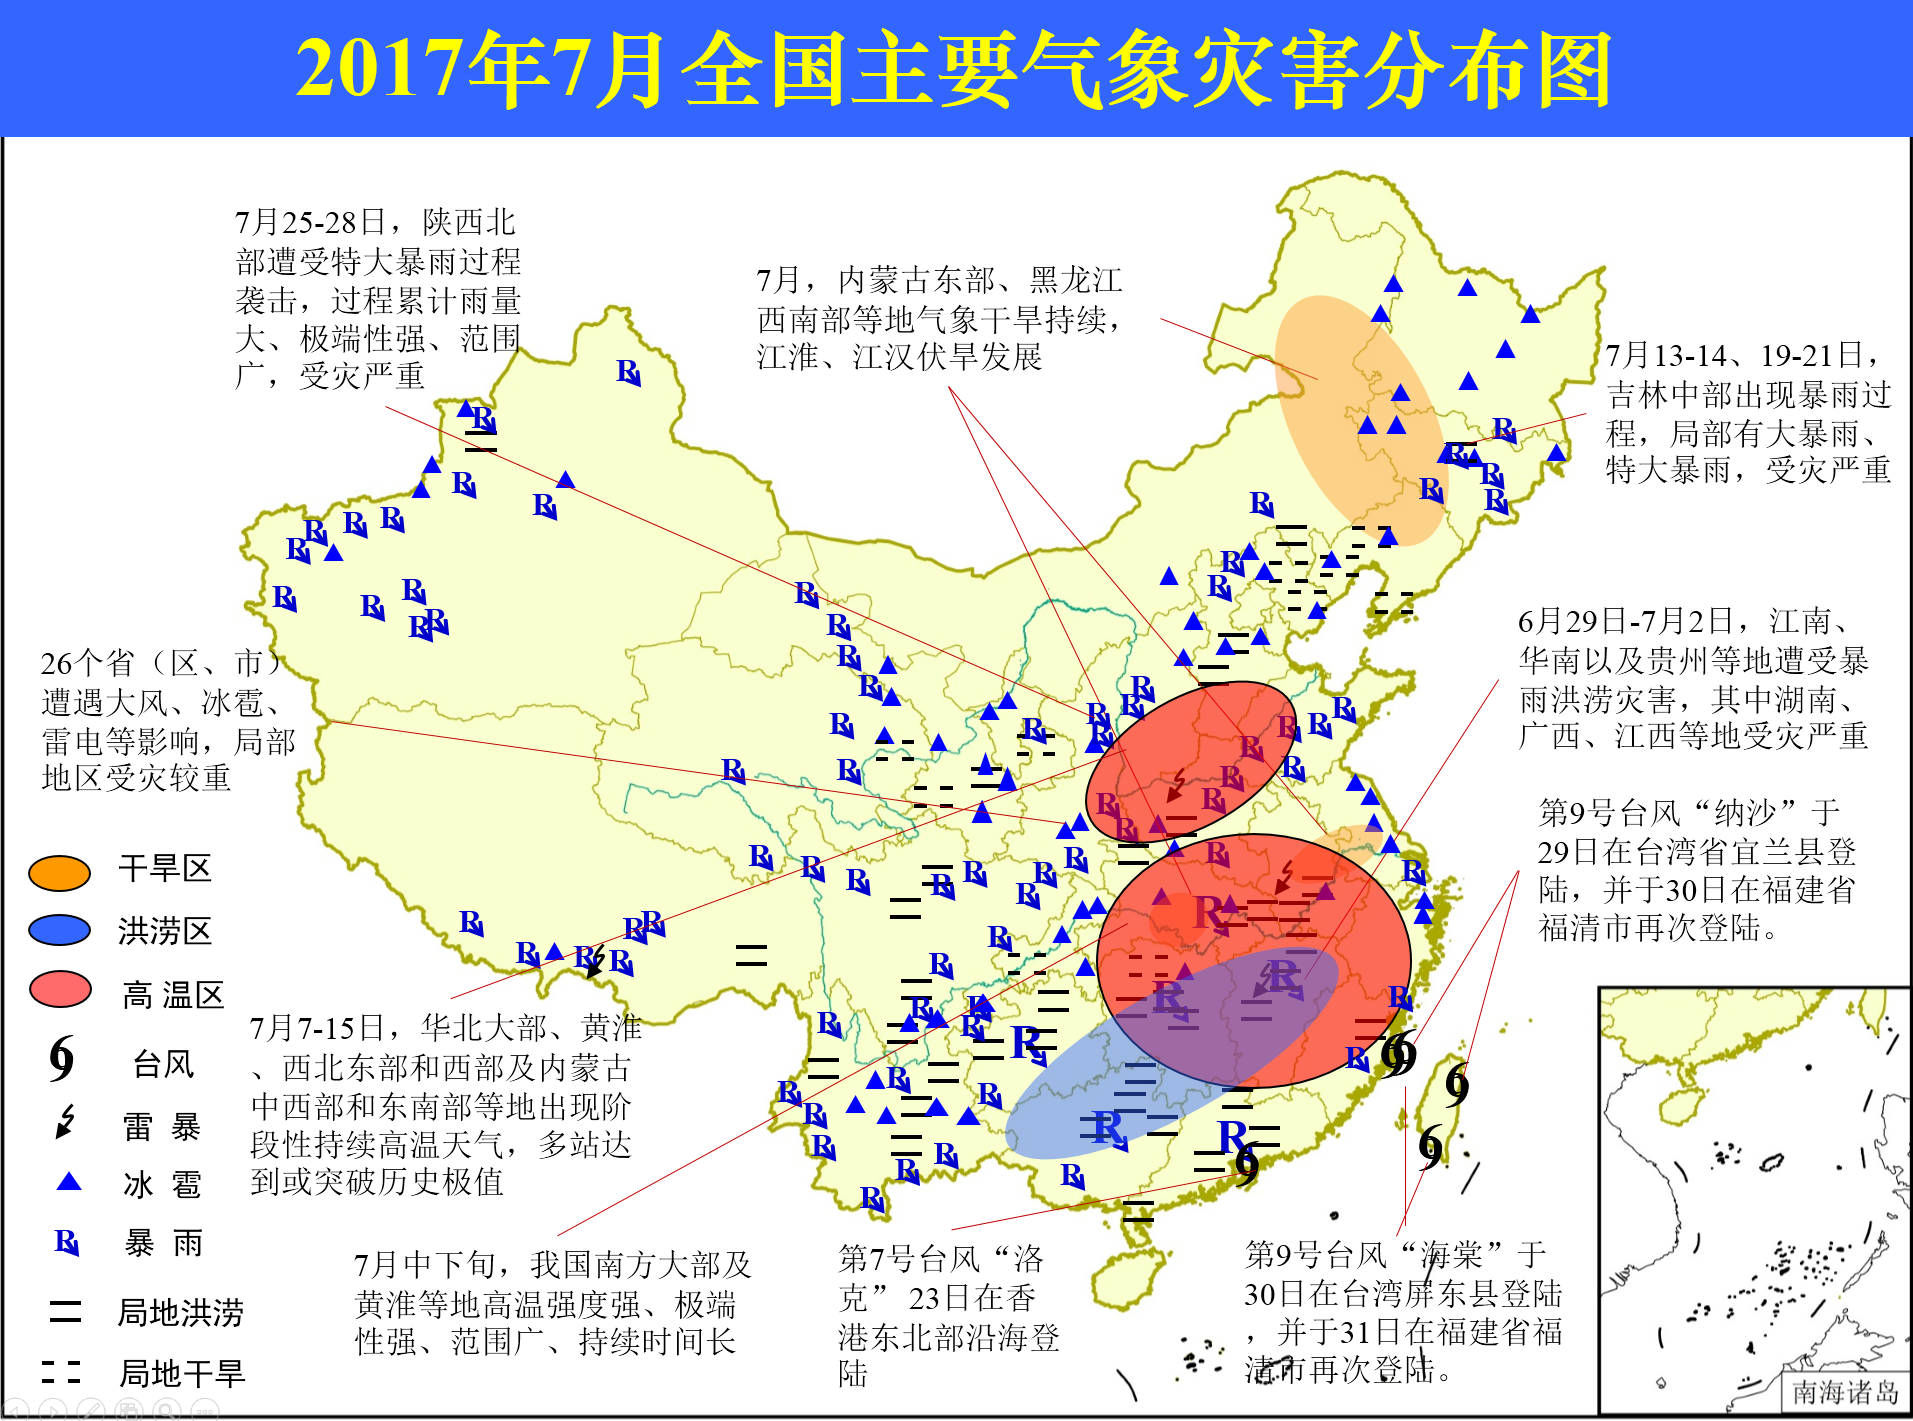 2017年7月全国主要气象灾害分布图
7月25-28日，陕西北
部遭受特大暴雨过程
袭击，过程累计雨量
大、极端性强、范围
广，受灾严重
7月，内蒙古东部、黑龙江
西南部等地气象干旱持续，
江淮、江汉伏旱发展
7月13-14、19-21日，
吉林中部出现暴雨过
程，局部有大暴雨、
特大暴雨，受灾严重
26个省（区、市）
遭遇大风、冰雹、
雷电等影响，局部
地区受灾较重
6月29日-7月2日，江南、
华南以及贵州等地遭受暴
雨洪涝灾害，其中湖南、
广西、江西等地受灾严重
第9号台风“纳沙”于
29日在台湾省宜兰县登
陆，并于30日在福建省
福清市再次登陆。
干旱区
洪涝区
高 温区
台风
雷 暴
冰 雹
暴 雨
局地洪涝
局地干旱
7月7-15日，华北大部、黄淮
、西北东部和西部及内蒙古
中西部和东南部等地出现阶
段性持续高温天气，多站达
到或突破历史极值
7月中下旬，我国南方大部及
黄淮等地高温强度强、极端
性强、范围广、持续时间长
第7号台风“洛
克” 23日在香
港东北部沿海登
陆
第9号台风“海棠”于
30日在台湾屏东县登陆
，并于31日在福建省福
清市再次登陆。
南海诸岛